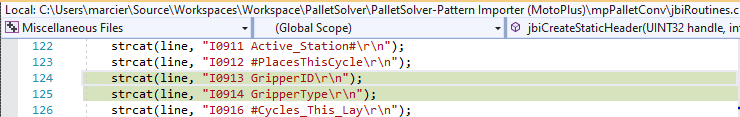 Local: C:\Users\marcier\Source\Workspaces\Workspace\PalletSolver\PalletSolver-Pattern Importer (MotoPlus)\mpPalletConv\jbiRoutines.c
Miscellaneous Files (Global Scope) jbiCreateStaticHeader(UINT32 handle, in
122 strcat(line, "I0911 Active_Station#\r\n");
123 strcat(line, "I0912 #PlacesThisCycle\r\n");
124 strcat(line, "I0913 GripperID\r\n");
125 strcat(line, "I0914 GripperType\r\n");
126 strcat(line, "I0916 #Cycles_This_Lay\r\n");